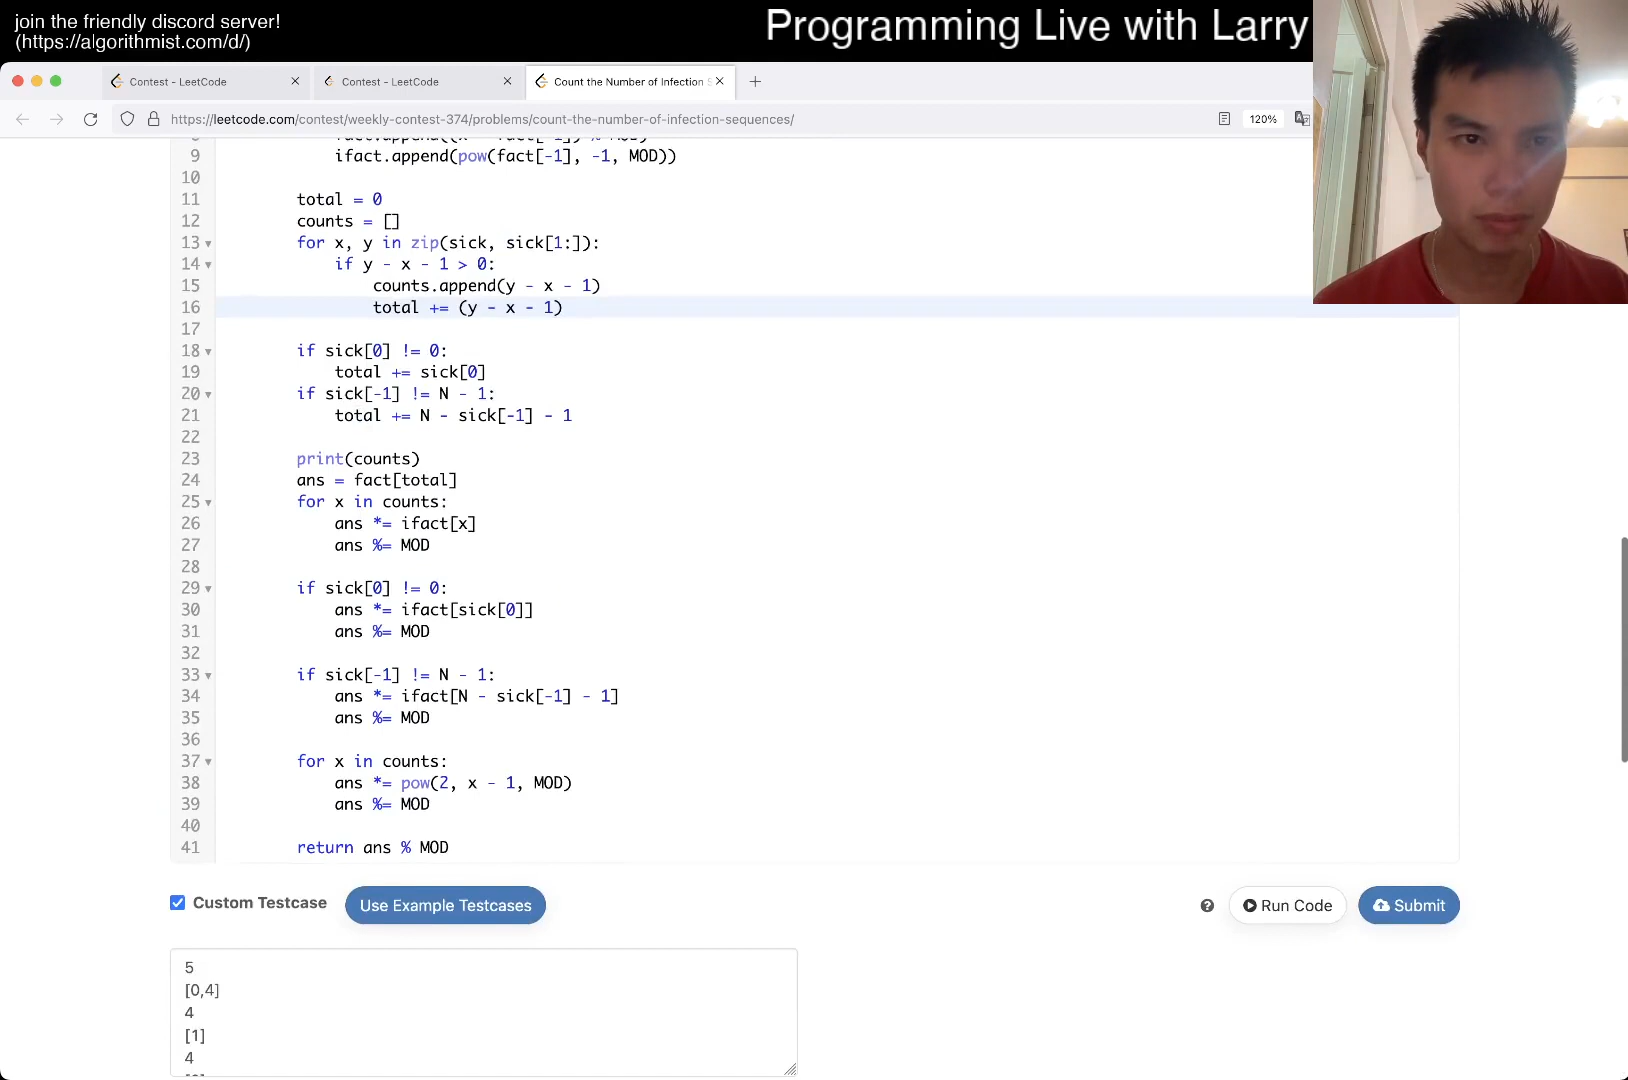 join the friendly discord server!
(https://algorithmist.com/d/)
Programming Live with Larry
Contest - LeetCode
Contest - LeetCode
Count the Number of Infection S
https://leetcode.com/contest/weekly-contest-374/problems/count-the-number-of-infection-sequences/
120%
9 ifact.append(pow(fact[-1], -1, MOD))
10
11 total = 0
12 counts = []
13 for x, y in zip(sick, sick[1:]):
14 if y - x - 1 > 0:
15 counts.append(y - x - 1)
16 total += (y - x - 1)
17
18 if sick[0] != 0:
19 total += sick[0]
20 if sick[-1] != N - 1:
21 total += N - sick[-1] - 1
22
23 print(counts)
24 ans = fact[total]
25 for x in counts:
26 ans *= ifact[x]
27 ans %= MOD
28
29 if sick[0] != 0:
30 ans *= ifact[sick[0]]
31 ans %= MOD
32
33 if sick[-1] != N - 1:
34 ans *= ifact[N - sick[-1] - 1]
35 ans %= MOD
36
37 for x in counts:
38 ans *= pow(2, x - 1, MOD)
39 ans %= MOD
40
41 return ans % MOD
Custom Testcase
Use Example Testcases
Run Code
Submit
5
[0,4]
4
[1]
4